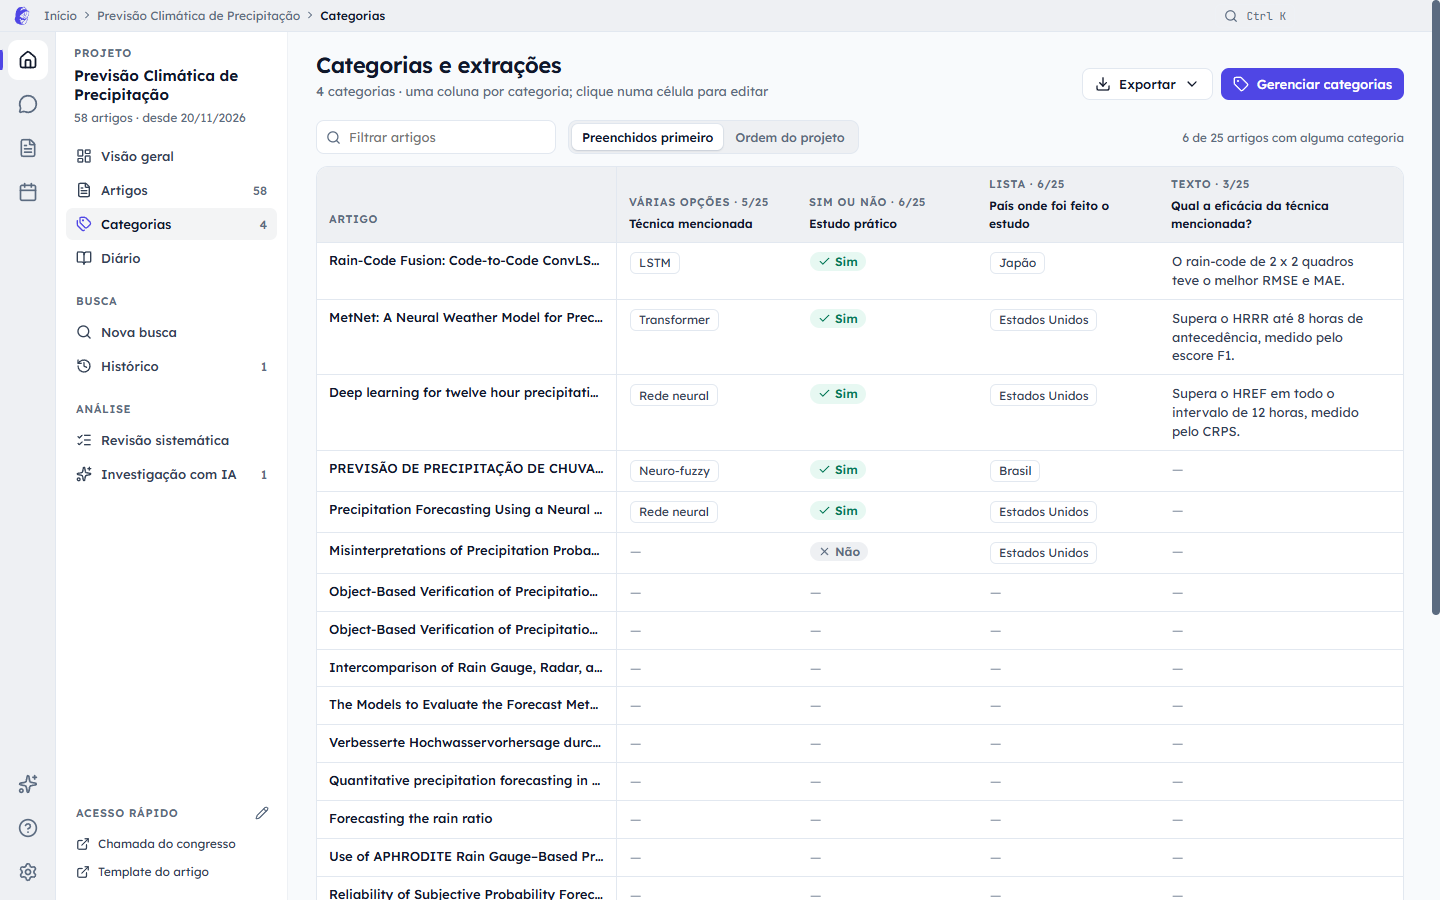 Início > Previsão Climática de Precipitação > Categorias
Ctrl K
PROJETO
Previsão Climática de
Precipitação
58 artigos · desde 20/11/2026
Visão geral
Artigos 58
Categorias 4
Diário
BUSCA
Nova busca
Histórico 1
ANÁLISE
Revisão sistemática
Investigação com IA 1
ACESSO RÁPIDO
Chamada do congresso
Template do artigo
Categorias e extrações
4 categorias · uma coluna por categoria; clique numa célula para editar
Exportar
Gerenciar categorias
Filtrar artigos
Preenchidos primeiro
Ordem do projeto
6 de 25 artigos com alguma categoria
ARTIGO
VÁRIAS OPÇÕES · 5/25
Técnica mencionada
SIM OU NÃO · 6/25
Estudo prático
LISTA · 6/25
País onde foi feito o
estudo
TEXTO · 3/25
Qual a eficácia da técnica
mencionada?
Rain-Code Fusion: Code-to-Code ConvLS...
LSTM
Sim
Japão
O rain-code de 2 x 2 quadros
teve o melhor RMSE e MAE.
MetNet: A Neural Weather Model for Prec...
Transformer
Sim
Estados Unidos
Supera o HRRR até 8 horas de
antecedência, medido pelo
escore F1.
Deep learning for twelve hour precipitati...
Rede neural
Sim
Estados Unidos
Supera o HREF em todo o
intervalo de 12 horas, medido
pelo CRPS.
PREVISÃO DE PRECIPITAÇÃO DE CHUVA...
Neuro-fuzzy
Sim
Brasil
—
Precipitation Forecasting Using a Neural ...
Rede neural
Sim
Estados Unidos
—
Misinterpretations of Precipitation Proba...
—
Não
Estados Unidos
—
Object-Based Verification of Precipitatio...
— — — —
Object-Based Verification of Precipitatio...
— — — —
Intercomparison of Rain Gauge, Radar, a...
— — — —
The Models to Evaluate the Forecast Met...
— — — —
Verbesserte Hochwasservorhersage durc...
— — — —
Quantitative precipitation forecasting in ...
— — — —
Forecasting the rain ratio
— — — —
Use of APHRODITE Rain Gauge–Based Pr...
— — — —
Reliability of Subjective Probability Forec...
— — — —